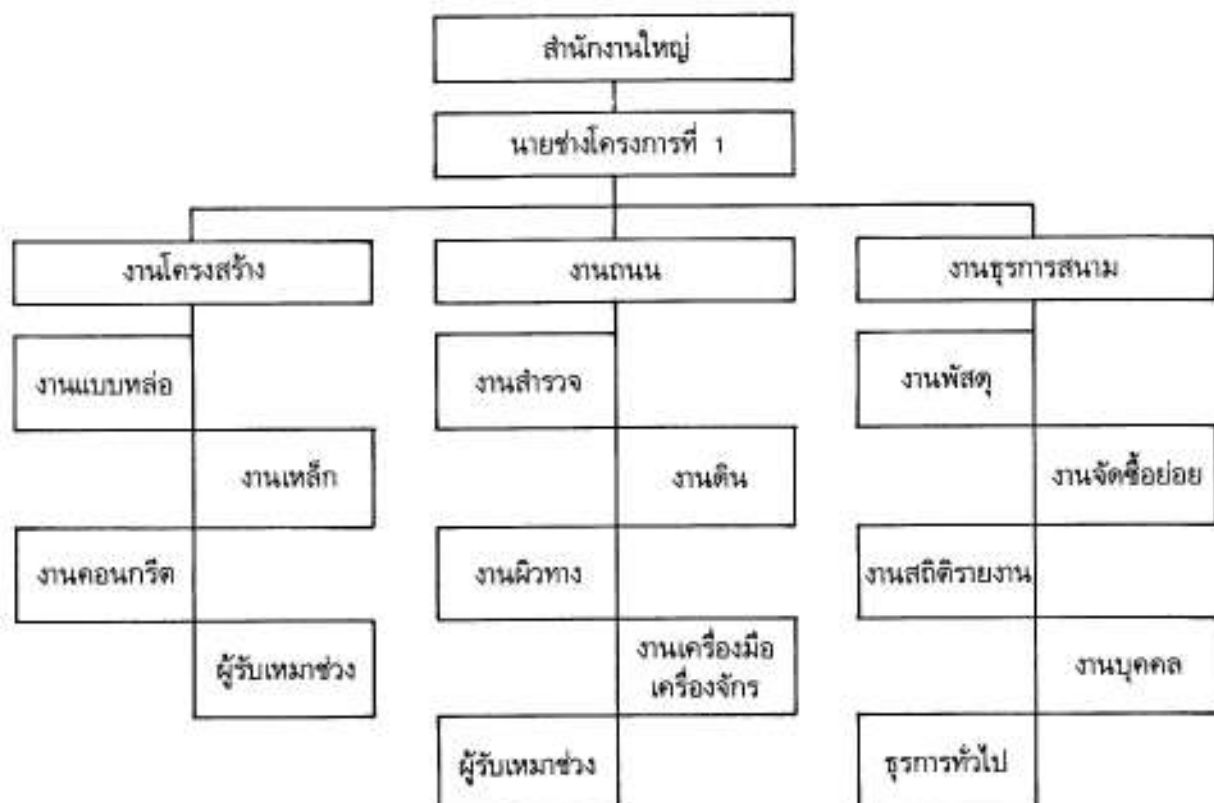 สำนักงานใหญ่
นายช่างโครงการที่ 1
งานโครงสร้าง
งานถนน
งานธุรการสนาม
งานแบบหล่อ
งานสำรวจ
งานพัสดุ
งานเหล็ก
งานดิน
งานจัดซื้อย่อย
งานคอนกรีต
งานผิวทาง
งานสถิติรายงาน
ผู้รับเหมาช่วง
งานเครื่องมือ
เครื่องจักร
งานบุคคล
ผู้รับเหมาช่วง
ธุรการทั่วไป